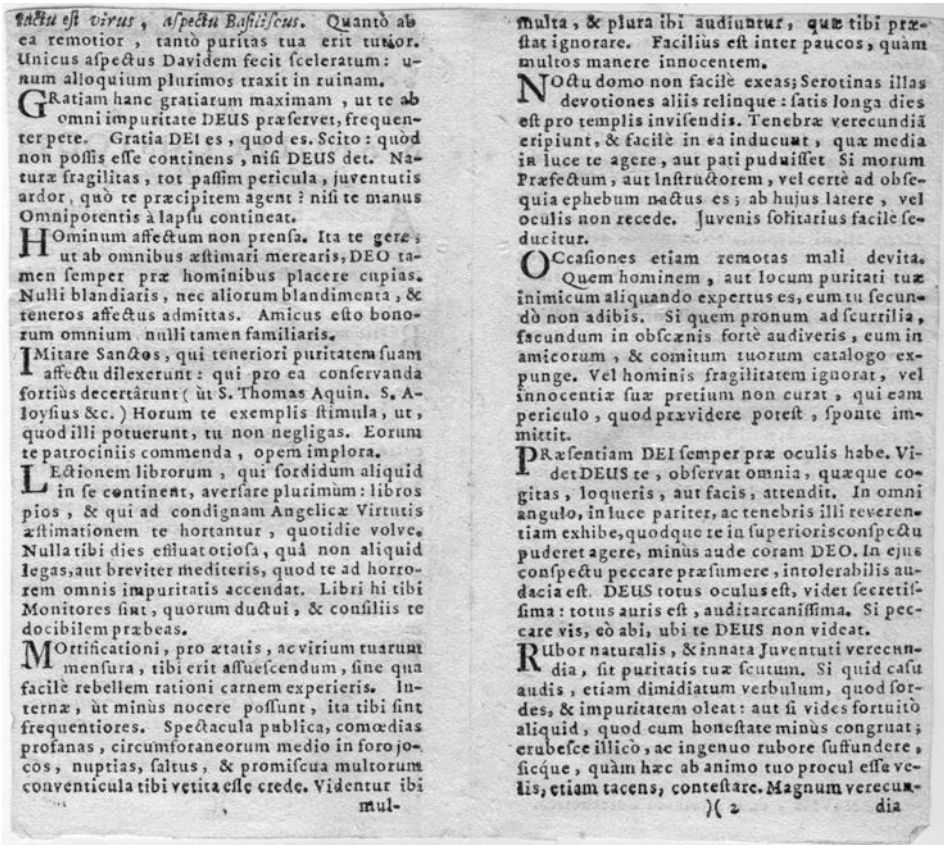 tactu eſt virus, aſpectu Baſiliſcus. Quantò ab
ea remotior, tantò puritas tua erit tutior.
Unicus aſpectus Davidem fecit ſceleratum: u-
num alloquium plurimos traxit in ruinam.
GRatiam hanc gratiarum maximam, ut te ab
omni impuritate DEUS præſervet, frequen-
ter pete. Gratia DEI es, quod es. Scito: quòd
non poſſis eſſe continens, niſi DEUS det. Na-
turæ fragilitas, tot paſſim pericula, juventutis
ardor, quò te præcipitem agent? niſi te manus
Omnipotentis à lapſu contineat.
HOminum affectum non prenſa. Ita te gere,
ut ab omnibus æſtimari merearis, DEO ta-
men ſemper præ hominibus placere cupias.
Nulli blandiaris, nec aliorum blandimenta, &
teneros affectus admittas. Amicus eſto bono-
rum omnium nulli tamen familiaris.
IMitare Sanctos, qui teneriori puritatem ſuam
affectu dilexerunt: qui pro ea conſervanda
fortiùs decertârunt (ùt S. Thomas Aquin. S. A-
loyſius &c.) Horum te exemplis ſtimula, ut,
quod illi potuerunt, tu non negligas. Eorum
te patrociniis commenda, opem implora.
LEctionem librorum, qui ſordidum aliquid
in ſe continent, averſare plurimùm: libros
pios, & qui ad condignam Angelicæ Virtutis
æſtimationem te hortantur, quotidie volve.
Nulla tibi dies effluat otioſa, quâ non aliquid
legas, aut breviter mediteris, quod te ad horro-
rem omnis impuritatis accendat. Libri hi tibi
Monitores ſint, quorum ductui, & conſiliis te
docibilem præbeas.
MOrtificationi, pro ætatis, ac virium tuarum
menſura, tibi erit aſſueſcendum, ſine qua
facilè rebellem rationi carnem experieris. In-
ternæ, ùt minùs nocere poſſunt, ita tibi ſint
frequentiores. Spectacula publica, comœdias
profanas, circumforaneorum medio in foro jo-
cos, nuptias, ſaltus, & promiſcua multorum
conventicula tibi vetita eſſe crede. Videntur ibi
mul-
multa, & plura ibi audiuntur, quæ tibi præ-
ſtat ignorare. Faciliùs eſt inter paucos, quàm
multos manere innocentem.
NOctu domo non facilè exeas; Serotinas illas
devotiones aliis relinque: ſatis longa dies
eſt pro templis inviſendis. Tenebræ verecundiã
eripiunt, & facilè in ea inducunt, quæ media
in luce te agere, aut pati puduiſſet Si morum
Præfectum, aut Inſtructorem, vel certè ad obſe-
quia ephebum nactus es; ab hujus latere, vel
oculis non recede. Juvenis ſolitarius facilè ſe-
ducitur.
OCcaſiones etiam remotas mali devita.
Quem hominem, aut locum puritati tuæ
inimicum aliquando expertus es, eum tu ſecun-
dò non adibis. Si quem pronum ad ſcurrilia,
facundum in obſcænis fortè audiveris, eum in
amicorum, & comitum tuorum catalogo ex-
punge. Vel hominis fragilitatem ignorat, vel
innocentiæ ſuæ pretium non curat, qui eam
periculo, quod prævidere poteſt, ſponte im-
mittit.
PRæſentiam DEI ſemper præ oculis habe. Vi-
det DEUS te, obſervat omnia, quæque co-
gitas, loqueris, aut facis, attendit. In omni
angulo, in luce pariter, ac tenebris illi reveren-
tiam exhibe, quodque te in ſuperioris conſpectu
puderet agere, minùs aude coram DEO. In ejus
conſpectu peccare præſumere, intolerabilis au-
dacia eſt. DEUS totus oculus eſt, videt ſecretiſ-
ſima: totus auris eſt, audit arcaniſſima. Si pec-
care vis, eò abi, ubi te DEUS non videat.
RUbor naturalis, & innata Juventuti verecun-
dia, ſit puritatis tuæ ſcutum. Si quid caſu
audis, etiam dimidiatum verbulum, quod ſor-
des, & impuritatem oleat: aut ſi vides fortuitò
aliquid, quod cum honeſtate minùs congruat;
erubeſce illicò, ac ingenuo rubore ſuffundere,
ſicque, quàm hæc ab animo tuo procul eſſe ve-
lis, etiam tacens, conteſtare. Magnum verecun-
)( 2 dia